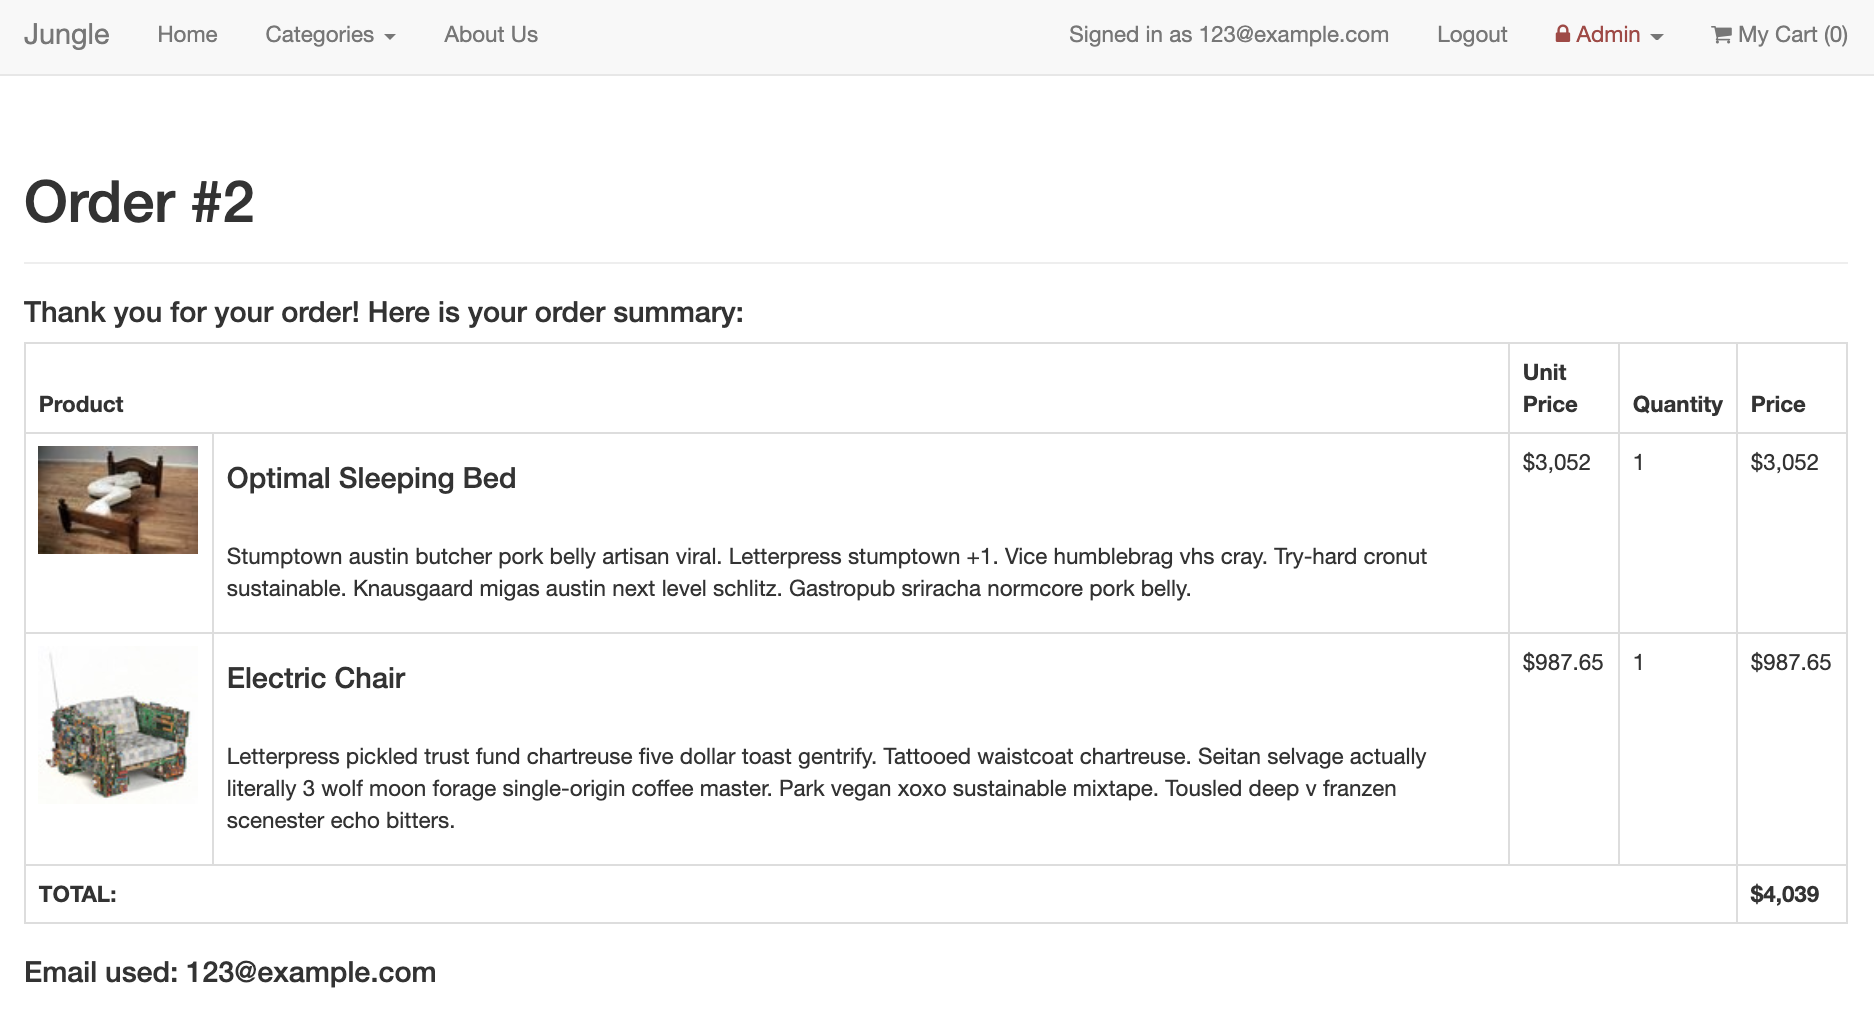 Jungle Home Categories About Us Signed in as 123@example.com Logout Admin My Cart (0)
Order #2
Thank you for your order! Here is your order summary:
Product Unit Price Quantity Price
Optimal Sleeping Bed $3,052 1 $3,052
Stumptown austin butcher pork belly artisan viral. Letterpress stumptown +1. Vice humblebrag vhs cray. Try-hard cronut
sustainable. Knausgaard migas austin next level schlitz. Gastropub sriracha normcore pork belly.
Electric Chair $987.65 1 $987.65
Letterpress pickled trust fund chartreuse five dollar toast gentrify. Tattooed waistcoat chartreuse. Seitan selvage actually
literally 3 wolf moon forage single-origin coffee master. Park vegan xoxo sustainable mixtape. Tousled deep v franzen
scenester echo bitters.
TOTAL: $4,039
Email used: 123@example.com